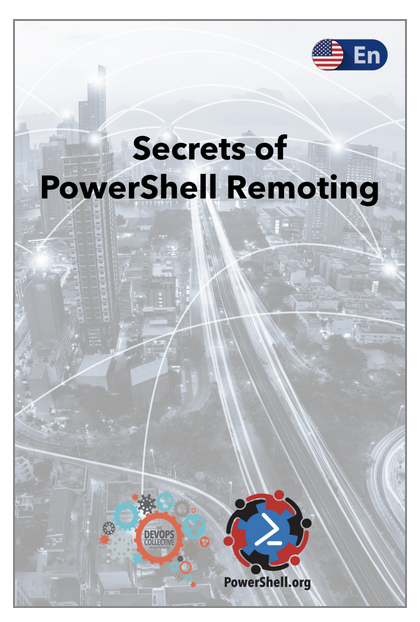 En
Secrets of
PowerShell Remoting
DEVOPS
COLLECTIVE
PowerShell.org